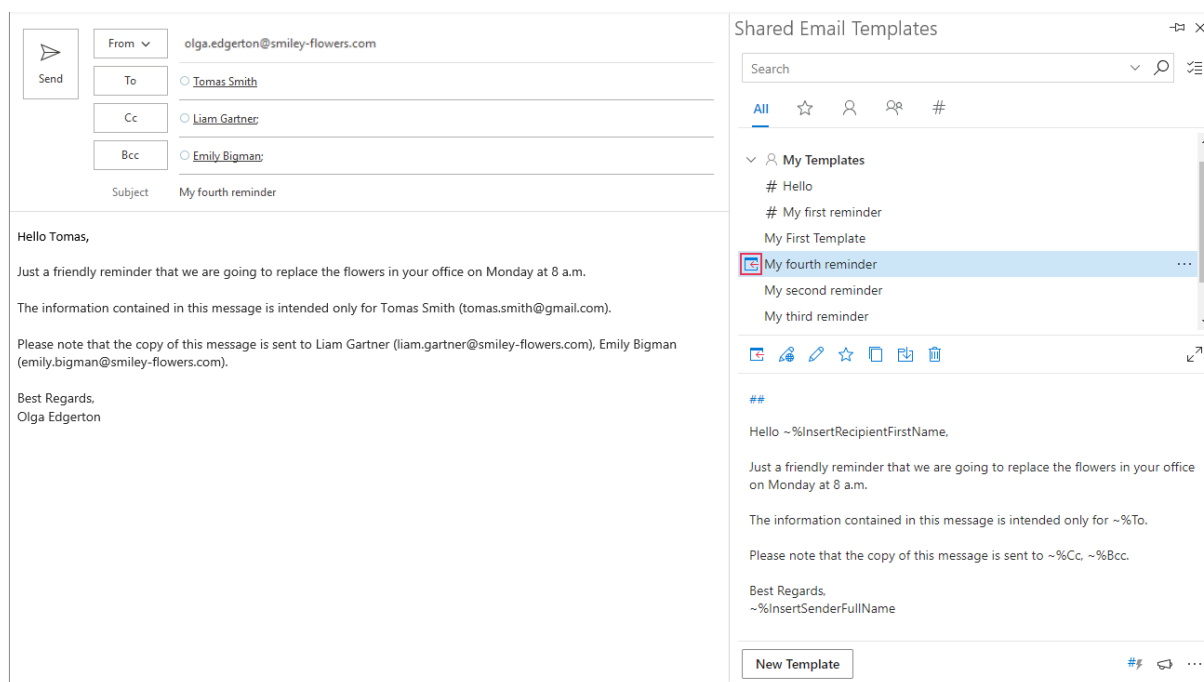 Send
From
olga.edgerton@smiley-flowers.com
To
Tomas Smith
Cc
Liam Gartner;
Bcc
Emily Bigman;
Subject
My fourth reminder
Hello Tomas,
Just a friendly reminder that we are going to replace the flowers in your office on Monday at 8 a.m.
The information contained in this message is intended only for Tomas Smith (tomas.smith@gmail.com).
Please note that the copy of this message is sent to Liam Gartner (liam.gartner@smiley-flowers.com), Emily Bigman
(emily.bigman@smiley-flowers.com).
Best Regards,
Olga Edgerton
Shared Email Templates
Search
All
#
My Templates
# Hello
# My first reminder
My First Template
My fourth reminder
My second reminder
My third reminder
##
Hello ~%InsertRecipientFirstName,
Just a friendly reminder that we are going to replace the flowers in your office
on Monday at 8 a.m.
The information contained in this message is intended only for ~%To.
Please note that the copy of this message is sent to ~%Cc, ~%Bcc.
Best Regards,
~%InsertSenderFullName
New Template